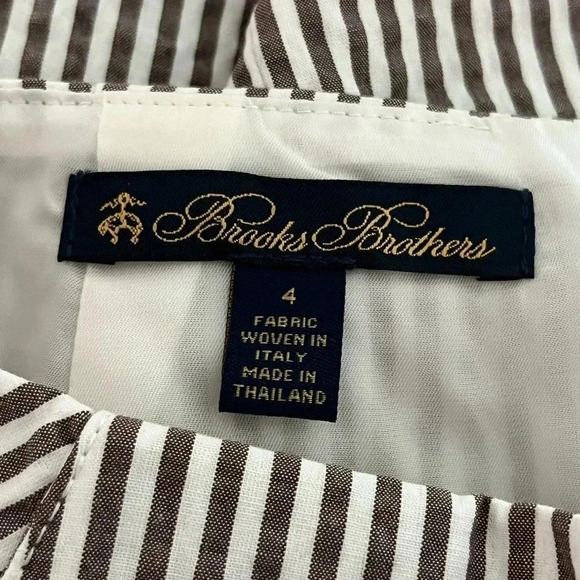 Brooks Brothers
4
FABRIC
WOVEN IN
ITALY
MADE IN
THAILAND